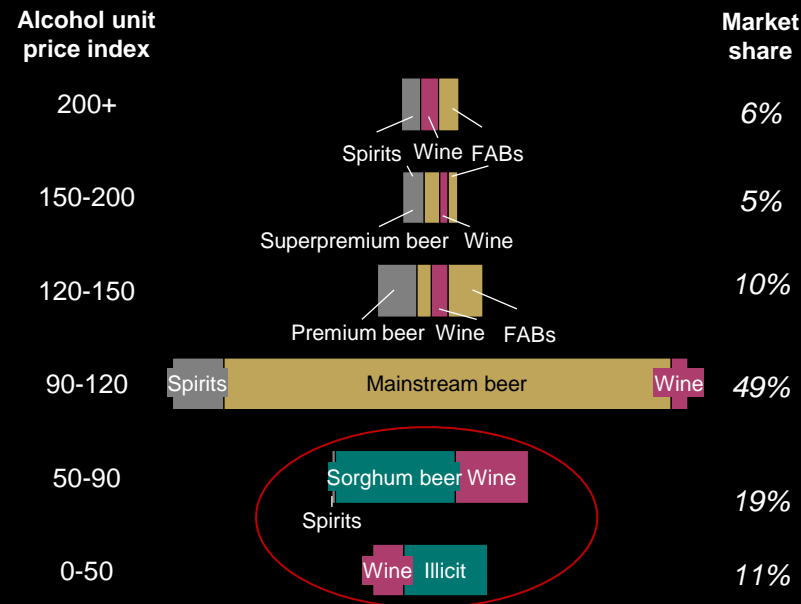 Alcohol unit
price index
Market
share
200+
6%
Spirits Wine FABs
150-200
5%
Superpremium beer Wine
120-150
10%
Premium beer Wine FABs
90-120
Spirits
Mainstream beer
Wine
49%
50-90
Sorghum beer
Wine
19%
Spirits
0-50
Wine
Illicit
11%